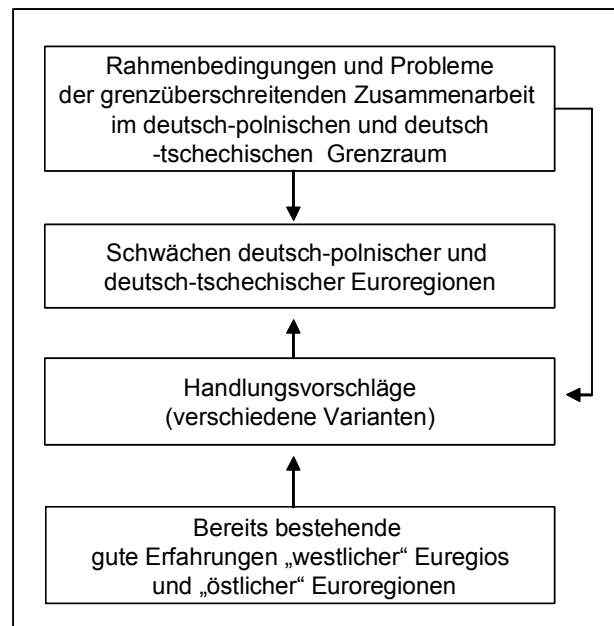 Rahmenbedingungen und Probleme
der grenzüberschreitenden Zusammenarbeit
im deutsch-polnischen und deutsch
-tschechischen Grenzraum
Schwächen deutsch-polnischer und
deutsch-tschechischer Euroregionen
Handlungsvorschläge
(verschiedene Varianten)
Bereits bestehende
gute Erfahrungen „westlicher“ Euregios
und „östlicher“ Euroregionen